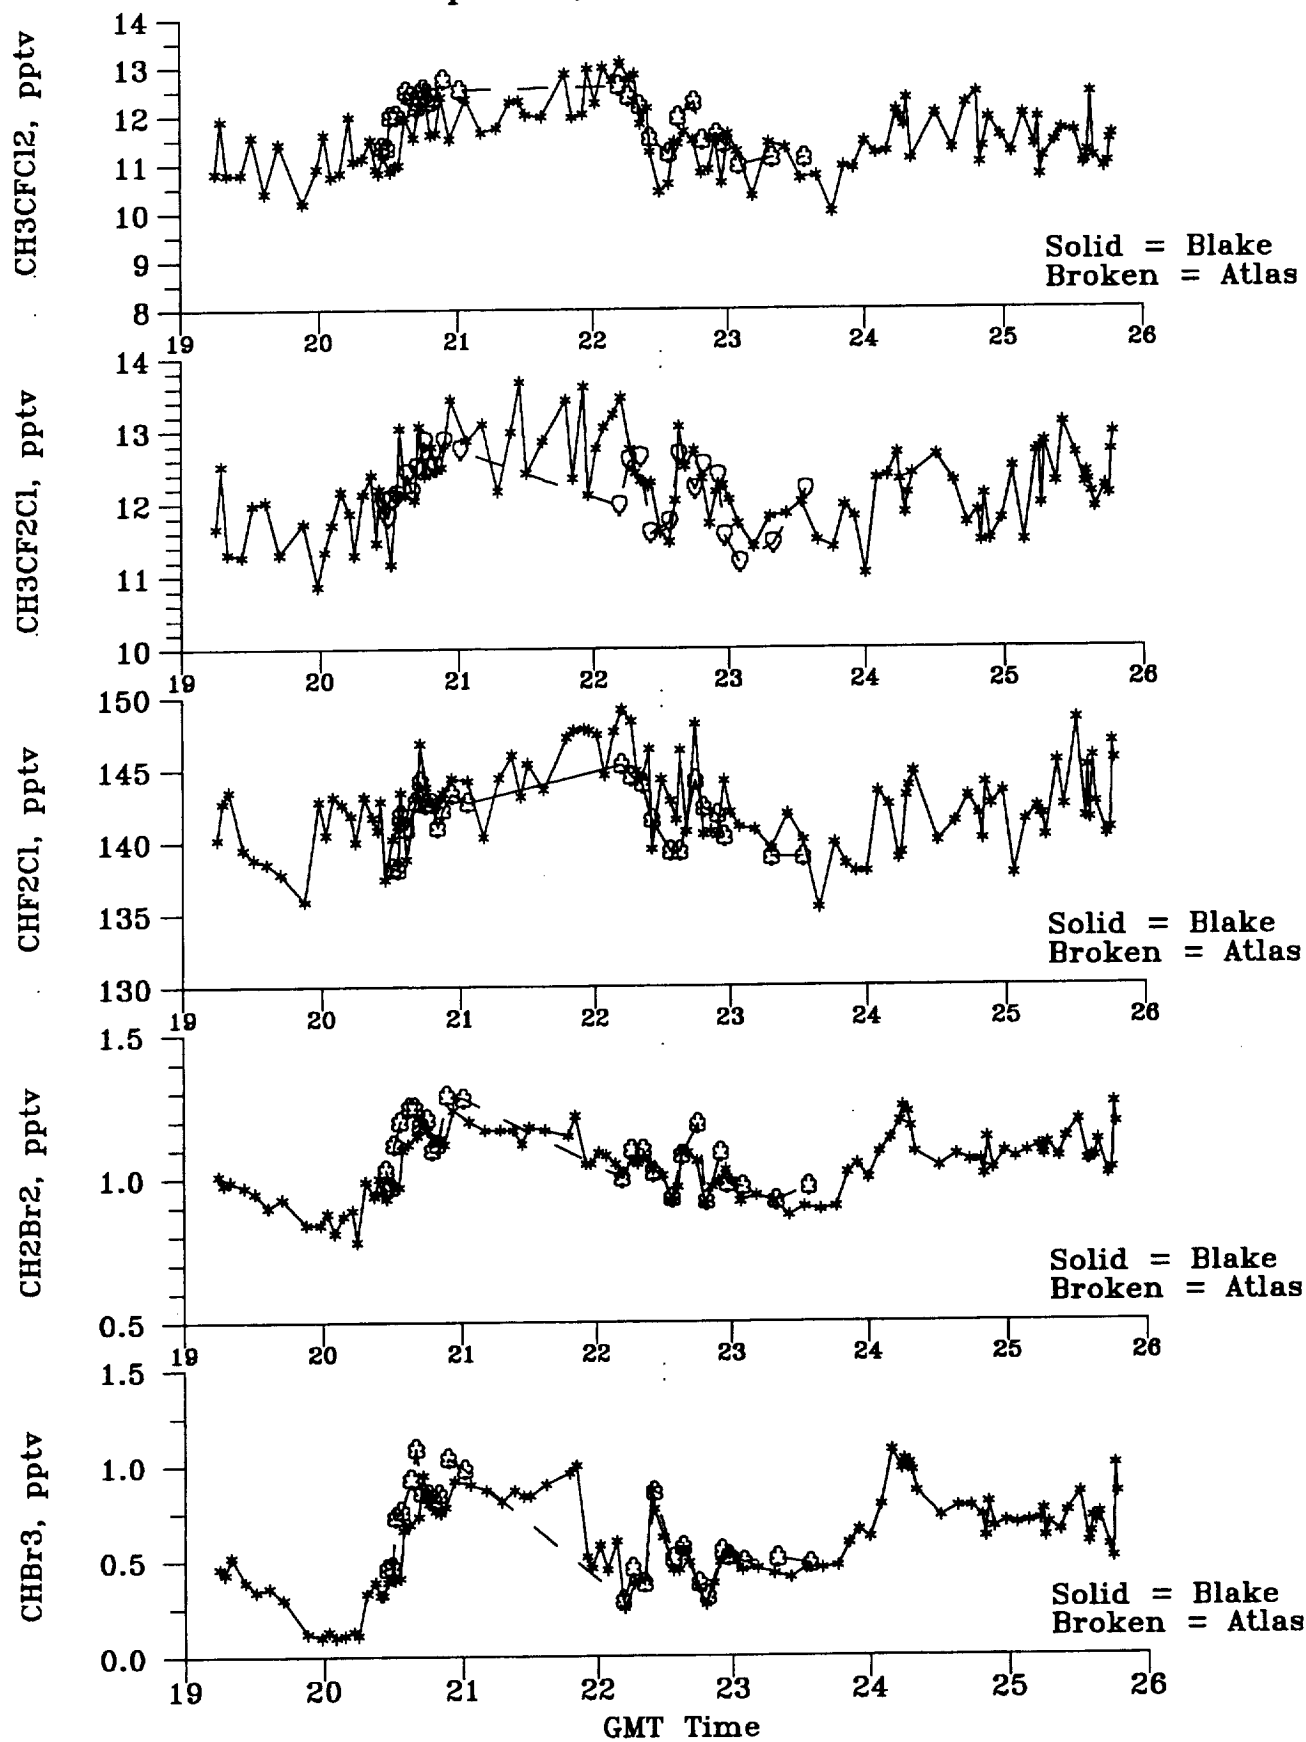 14
13
12
11
10
9
8
CH3CFCl2, pptv
Solid = Blake
Broken = Atlas
19 20 21 22 23 24 25 26
14
13
12
11
10
CH3CF2Cl, pptv
19 20 21 22 23 24 25 26
150
145
140
135
130
CHF2Cl, pptv
Solid = Blake
Broken = Atlas
19 20 21 22 23 24 25 26
1.5
1.0
0.5
CH2Br2, pptv
Solid = Blake
Broken = Atlas
19 20 21 22 23 24 25 26
1.5
1.0
0.5
0.0
CHBr3, pptv
Solid = Blake
Broken = Atlas
19 20 21 22 23 24 25 26
GMT Time